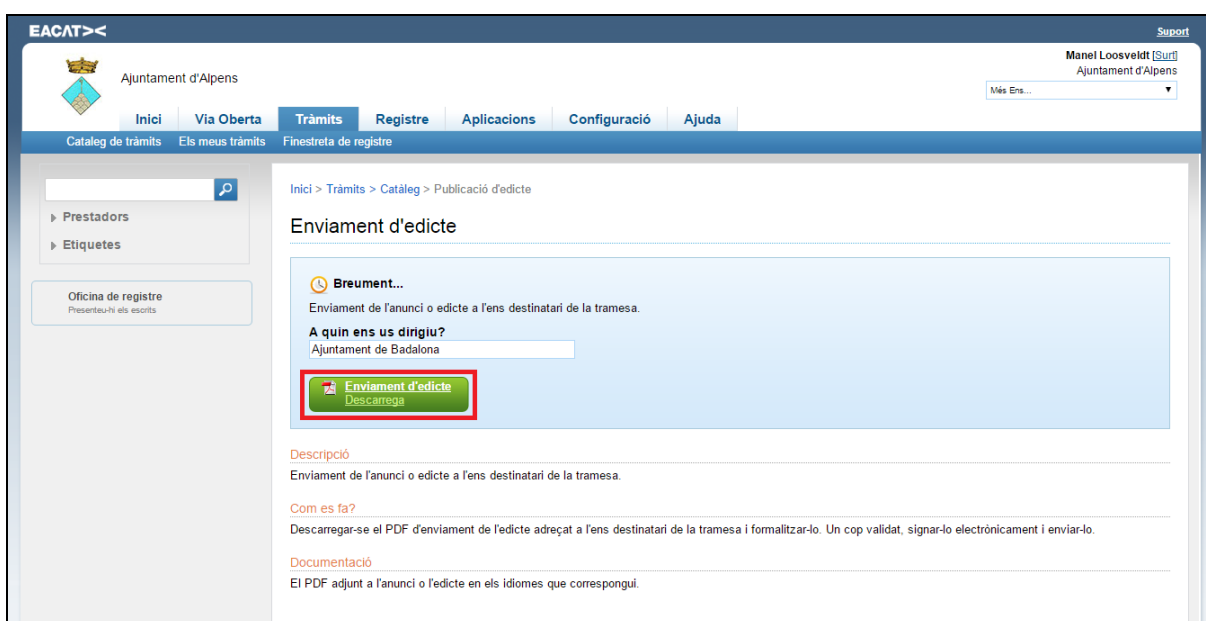 EACAT><
Suport
Manel Loosveldt [Surt]
Ajuntament d'Alpens
Ajuntament d'Alpens
Més Ens...
Inici Via Oberta Tràmits Registre Aplicacions Configuració Ajuda
Cataleg de tràmits Els meus tràmits Finestreta de registre
Prestadors
Etiquetes
Oficina de registre
Presenteu-hi els escrits
Inici > Tràmits > Catàleg > Publicació d'edicte
Enviament d'edicte
Breument...
Enviament de l'anunci o edicte a l'ens destinatari de la tramesa.
A quin ens us dirigiu?
Ajuntament de Badalona
Enviament d'edicte
Descarrega
Descripció
Enviament de l'anunci o edicte a l'ens destinatari de la tramesa.
Com es fa?
Descarregar-se el PDF d'enviament de l'edicte adreçat a l'ens destinatari de la tramesa i formalitzar-lo. Un cop validat, signar-lo electrònicament i enviar-lo.
Documentació
El PDF adjunt a l'anunci o l'edicte en els idiomes que correspongui.